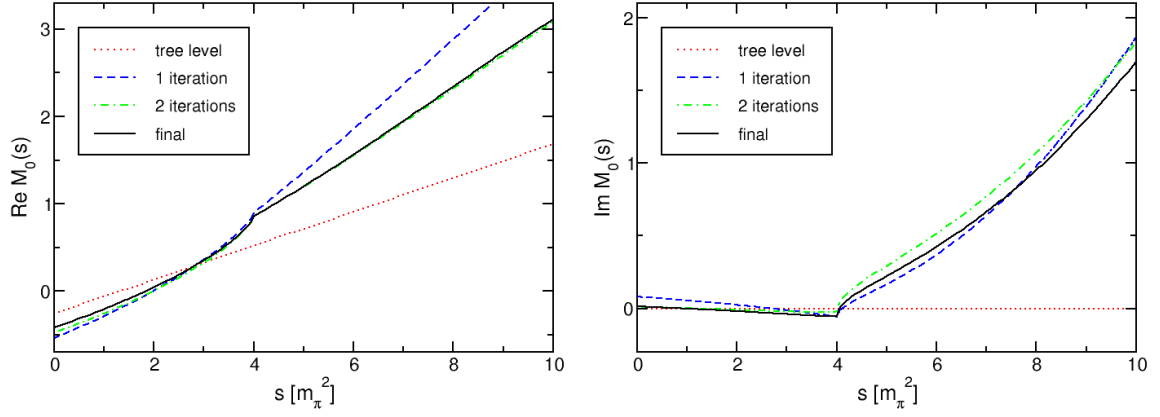 3
2
1
0
Re M₀(s)
tree level
1 iteration
2 iterations
final
0
2
4
6
8
10
s [mπ²]
2
1
0
Im M₀(s)
tree level
1 iteration
2 iterations
final
0
2
4
6
8
10
s [mπ²]